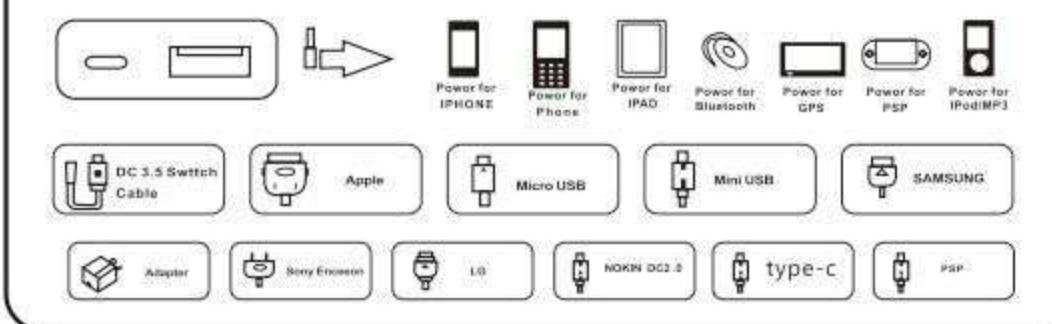 Power for
IPHONE
Power for
Phone
Power for
IPAD
Power for
Bluetooth
Power for
GPS
Power for
PSP
Power for
IPod/MP3
DC 3.5 Swttch
Cable
Apple
Micro USB
Mini USB
SAMSUNG
Adapter
Sony Encsson
LG
NOKIN DC2.0
type-c
PSP